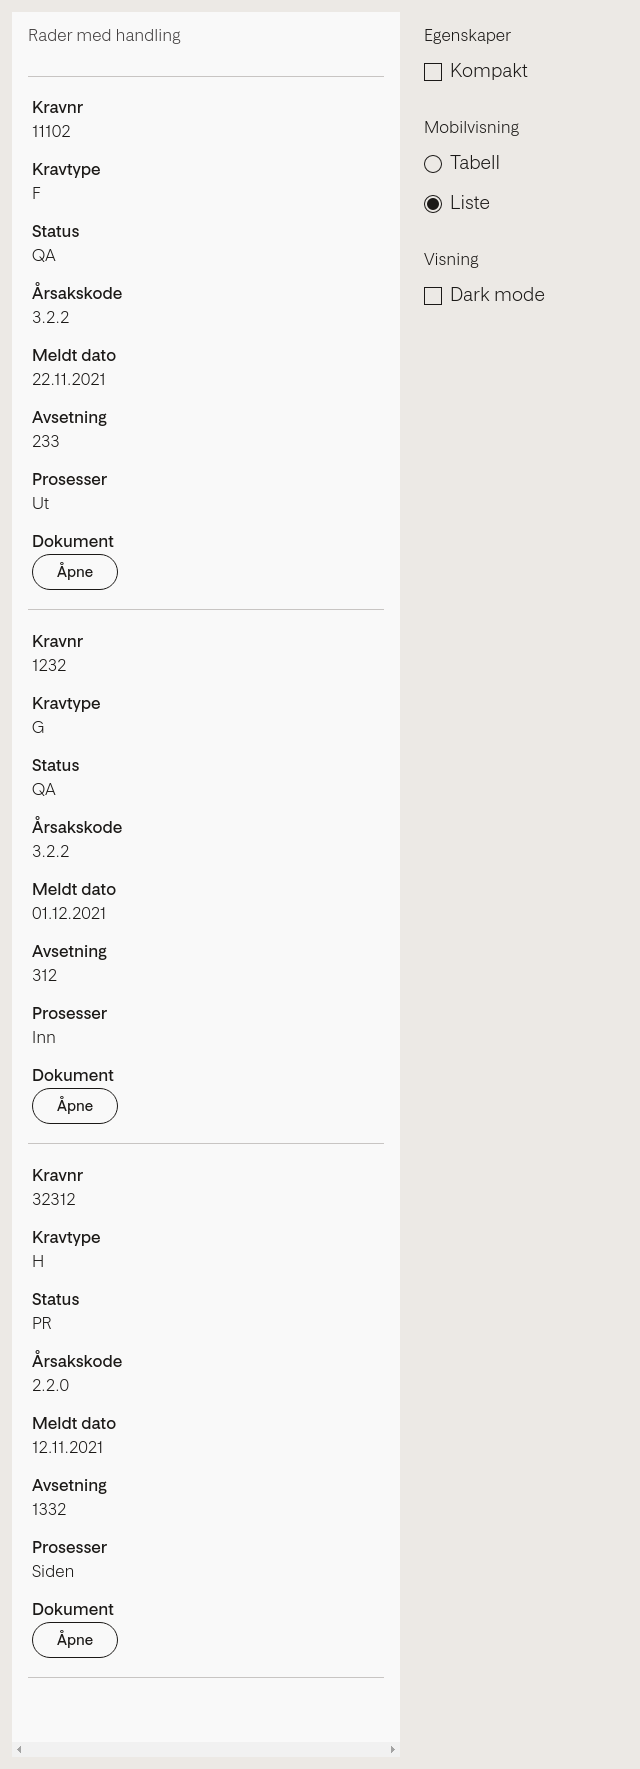 Rader med handling
Kravnr
11102
Kravtype
F
Status
QA
Årsakskode
3.2.2
Meldt dato
22.11.2021
Avsetning
233
Prosesser
Ut
Dokument
Åpne
Kravnr
1232
Kravtype
G
Status
QA
Årsakskode
3.2.2
Meldt dato
01.12.2021
Avsetning
312
Prosesser
Inn
Dokument
Åpne
Kravnr
32312
Kravtype
H
Status
PR
Årsakskode
2.2.0
Meldt dato
12.11.2021
Avsetning
1332
Prosesser
Siden
Dokument
Åpne
Egenskaper
Kompakt
Mobilvisning
Tabell
Liste
Visning
Dark mode